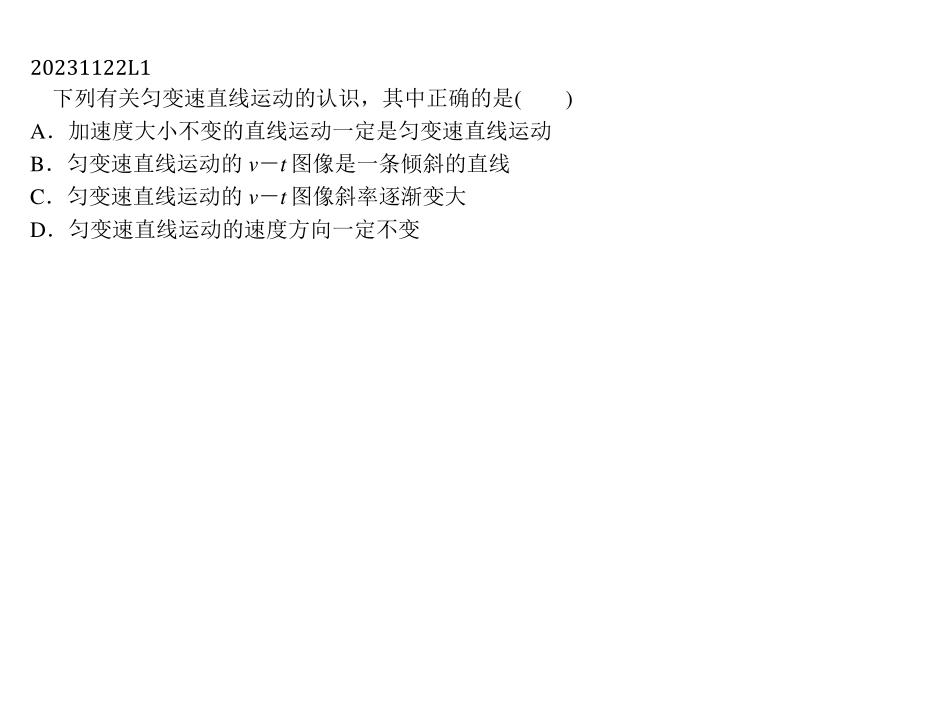 20231122L1
下列有关匀变速直线运动的认识，其中正确的是(　　)
A．加速度大小不变的直线运动一定是匀变速直线运动
B．匀变速直线运动的 v－t 图像是一条倾斜的直线
C．匀变速直线运动的 v－t 图像斜率逐渐变大
D．匀变速直线运动的速度方向一定不变